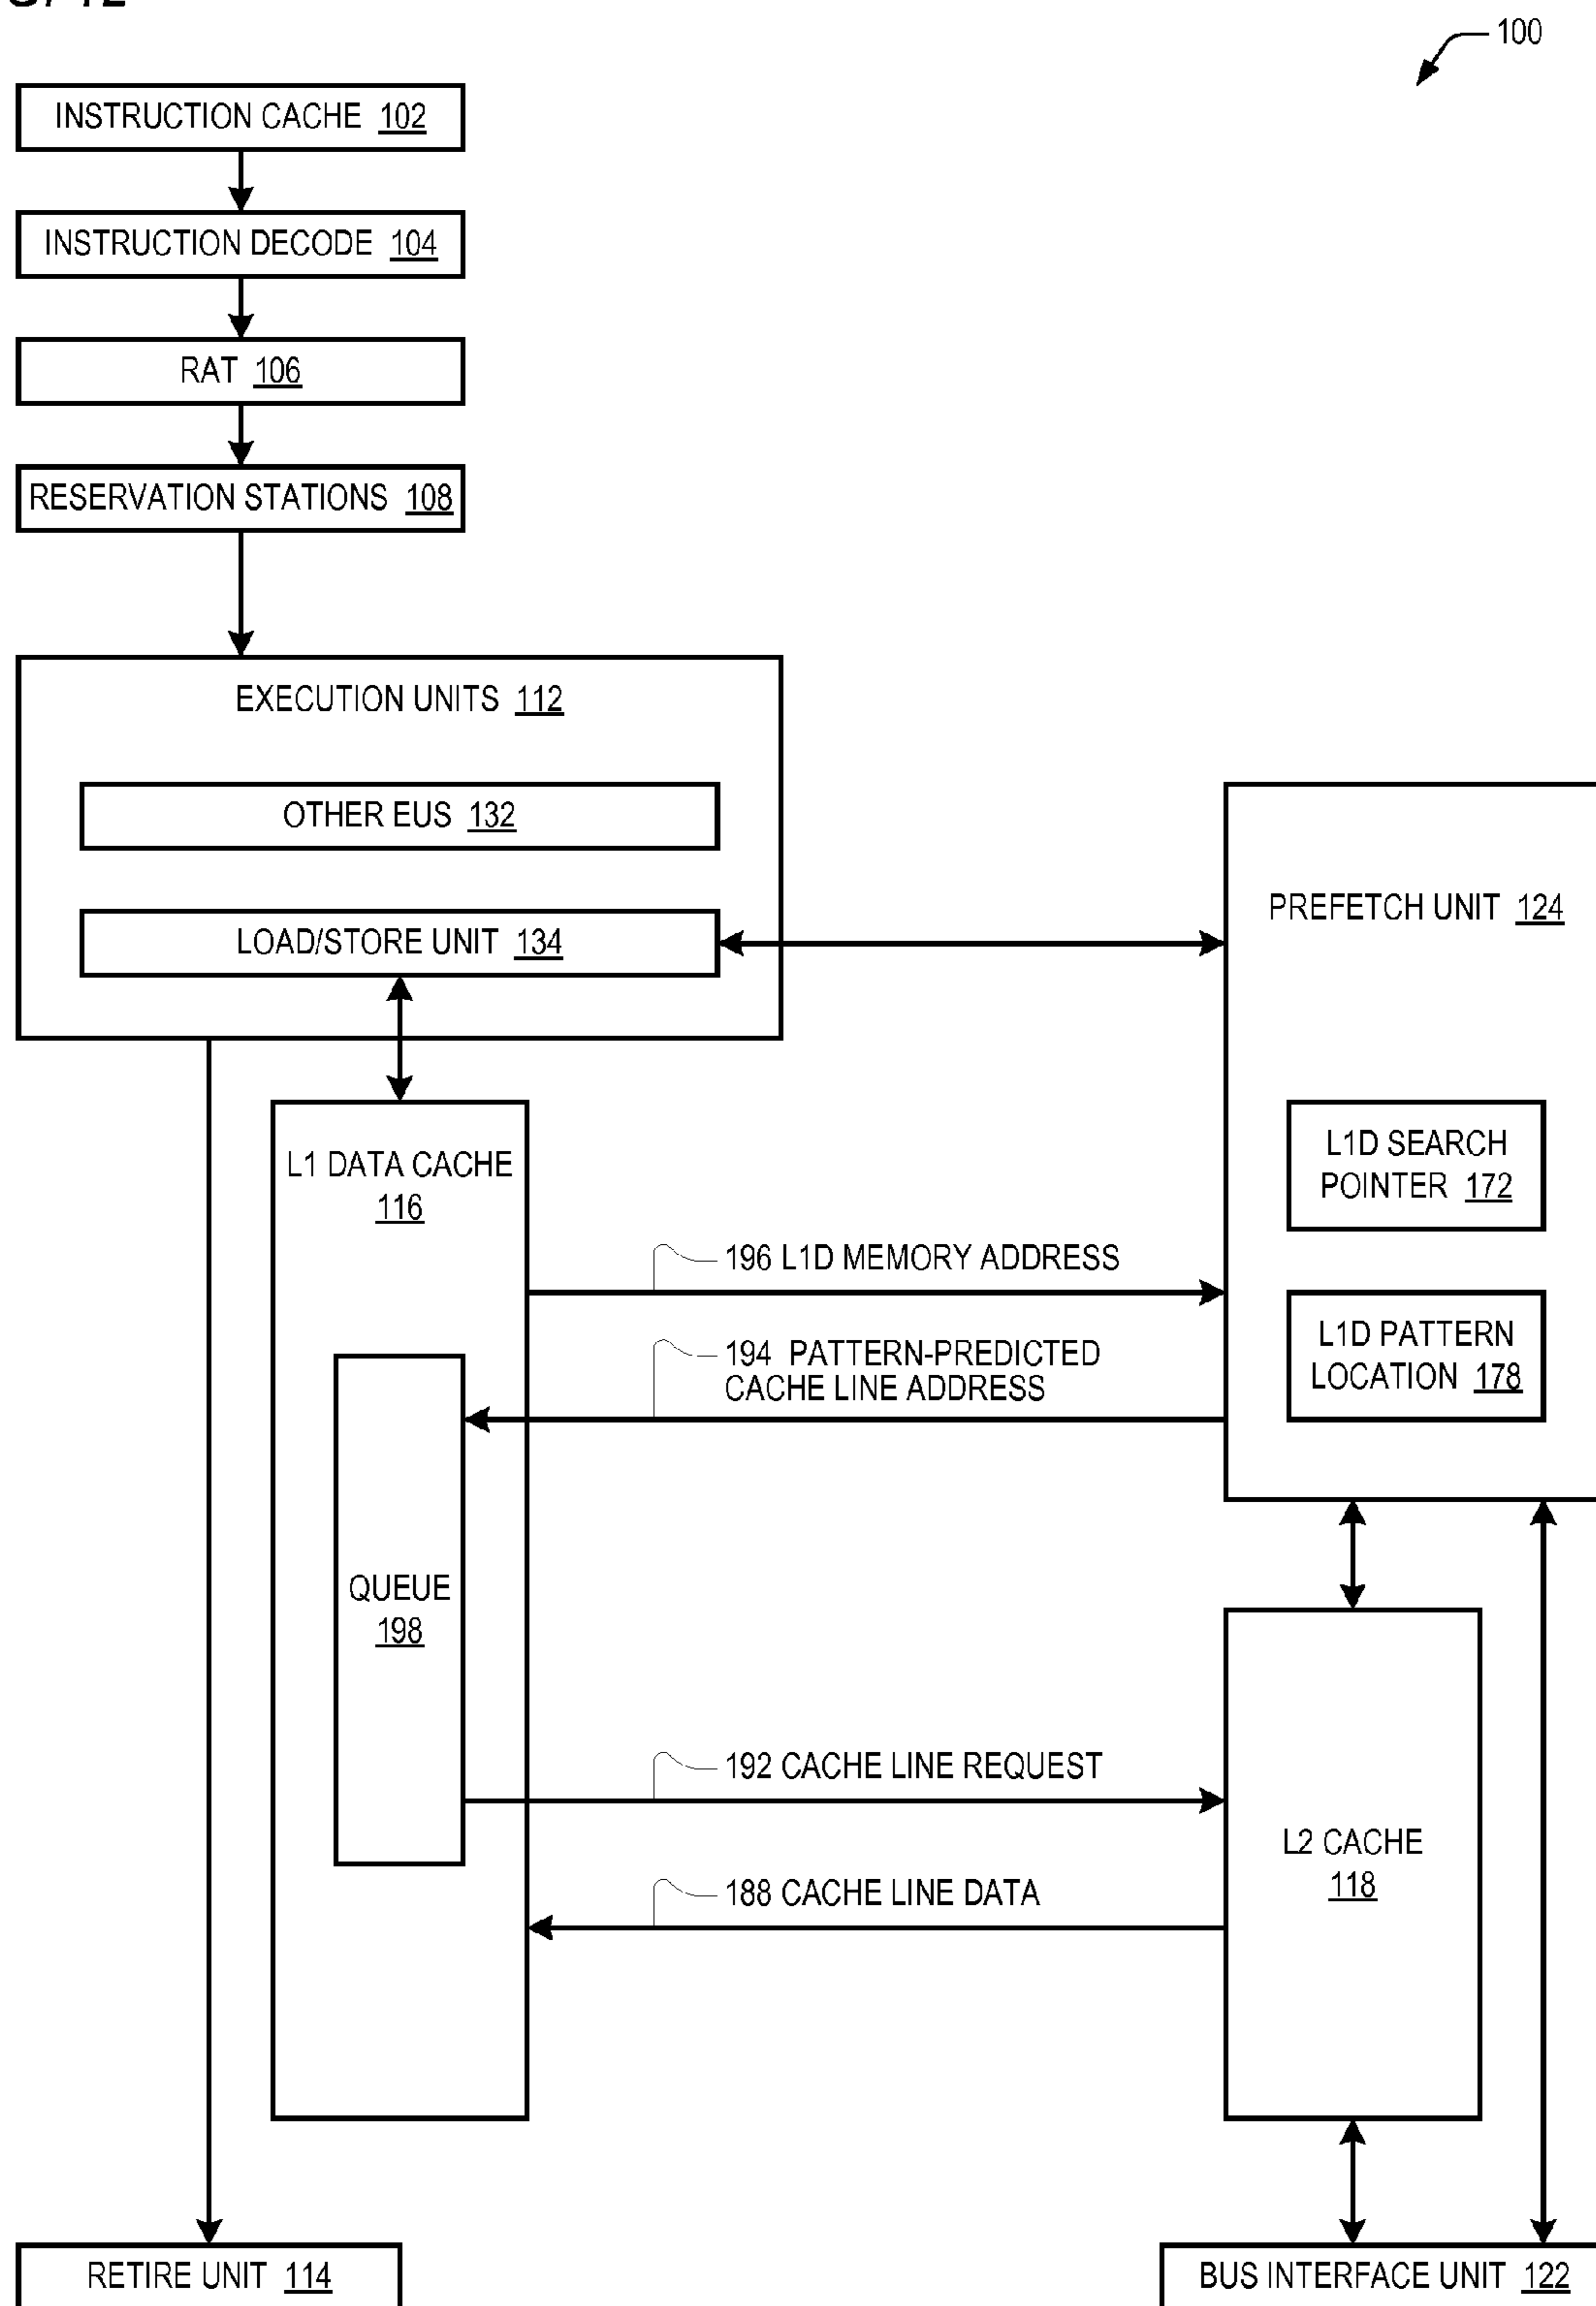 100
INSTRUCTION CACHE 102
INSTRUCTION DECODE 104
RAT 106
RESERVATION STATIONS 108
EXECUTION UNITS 112
OTHER EUS 132
LOAD/STORE UNIT 134
PREFETCH UNIT 124
L1D SEARCH
POINTER 172
L1D PATTERN
LOCATION 178
L1 DATA CACHE
116
196 L1D MEMORY ADDRESS
194 PATTERN-PREDICTED
CACHE LINE ADDRESS
QUEUE
198
192 CACHE LINE REQUEST
188 CACHE LINE DATA
L2 CACHE
118
RETIRE UNIT 114
BUS INTERFACE UNIT 122